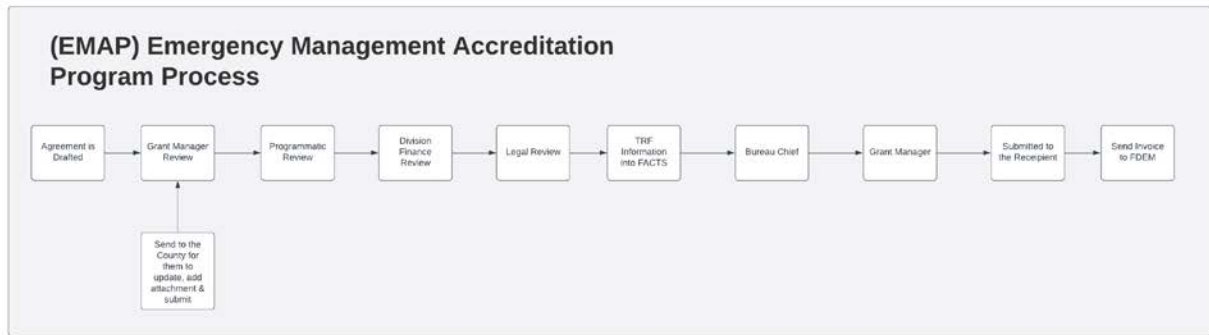 (EMAP) Emergency Management Accreditation
Program Process
Agreement is
Drafted
Grant Manager
Review
Programmatic
Review
Division
Finance
Review
Legal Review
TRF
Information
into FACTS
Bureau Chief
Grant Manager
Submitted to
the Receipient
Send Invoice
to FDEM
Send to the
County for
them to
update, add
attachment &
submit